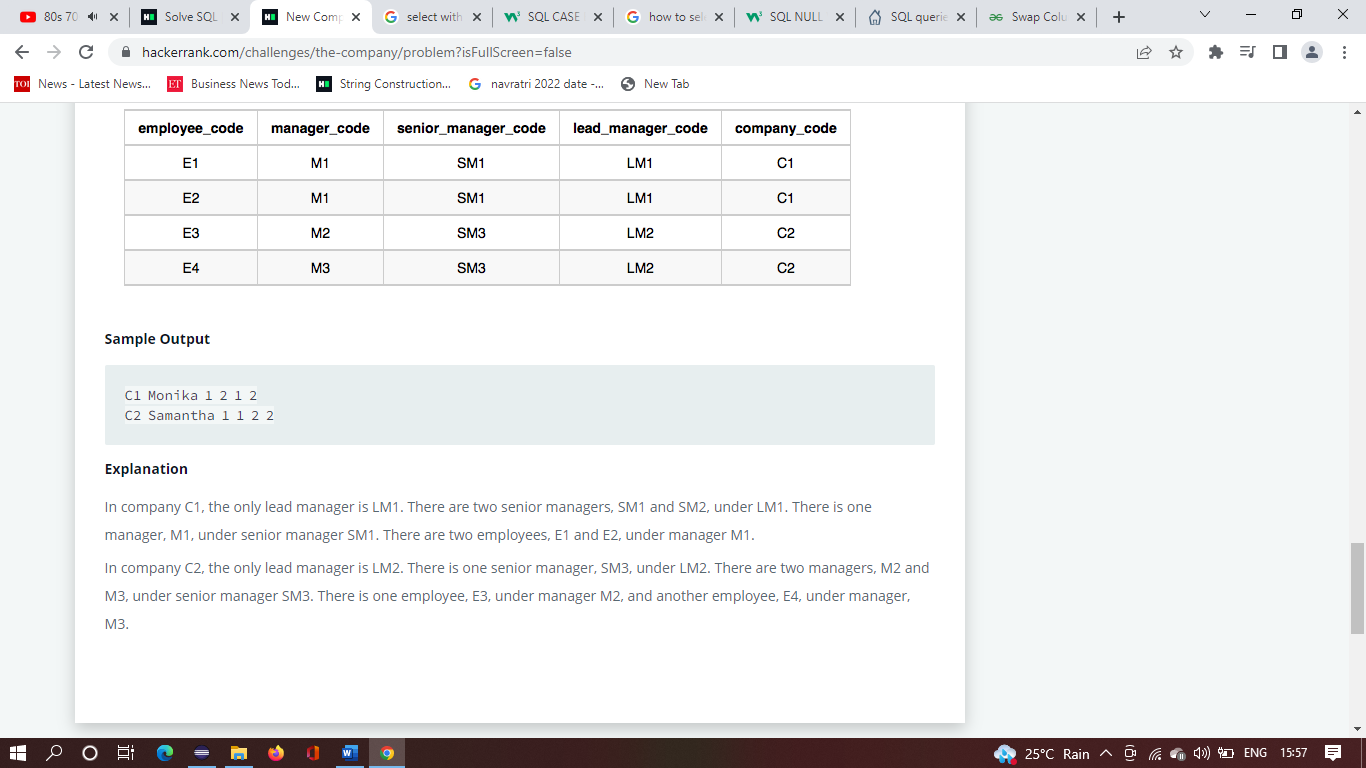 80s 70
Solve SQL
New Comp
select with
SQL CASE
how to sel
SQL NULL
SQL querie
Swap Colu
hackerrank.com/challenges/the-company/problem?isFullScreen=false
TOI News - Latest News...
ET Business News Tod...
String Construction...
navratri 2022 date -...
New Tab
employee_code manager_code senior_manager_code lead_manager_code company_code
E1 M1 SM1 LM1 C1
E2 M1 SM1 LM1 C1
E3 M2 SM3 LM2 C2
E4 M3 SM3 LM2 C2
Sample Output
C1 Monika 1 2 1 2
C2 Samantha 1 1 2 2
Explanation
In company C1, the only lead manager is LM1. There are two senior managers, SM1 and SM2, under LM1. There is one
manager, M1, under senior manager SM1. There are two employees, E1 and E2, under manager M1.
In company C2, the only lead manager is LM2. There is one senior manager, SM3, under LM2. There are two managers, M2 and
M3, under senior manager SM3. There is one employee, E3, under manager M2, and another employee, E4, under manager,
M3.
25°C Rain
ENG
15:57